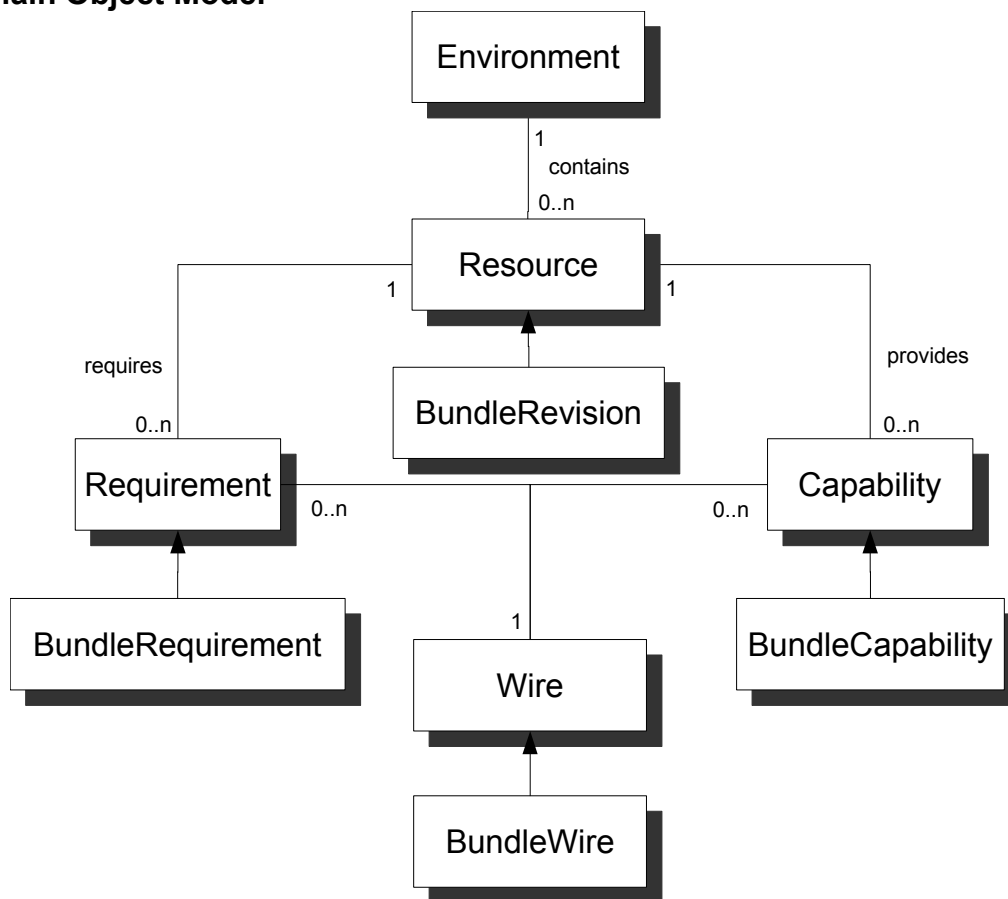 Object Model
Environment
1
contains
0..n
Resource
1
1
requires
provides
BundleRevision
0..n
0..n
Requirement
Capability
0..n
0..n
BundleRequirement
1
BundleCapability
Wire
BundleWire